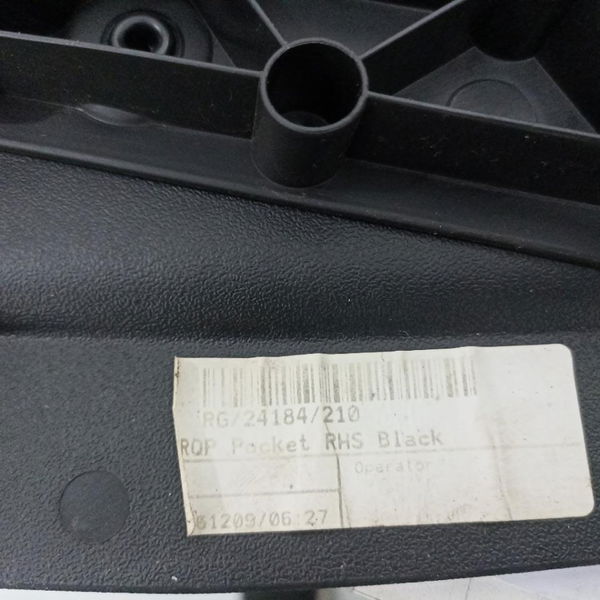 RG/24184/210
ROP Pocket RHS Black
Operator
61209/06:27